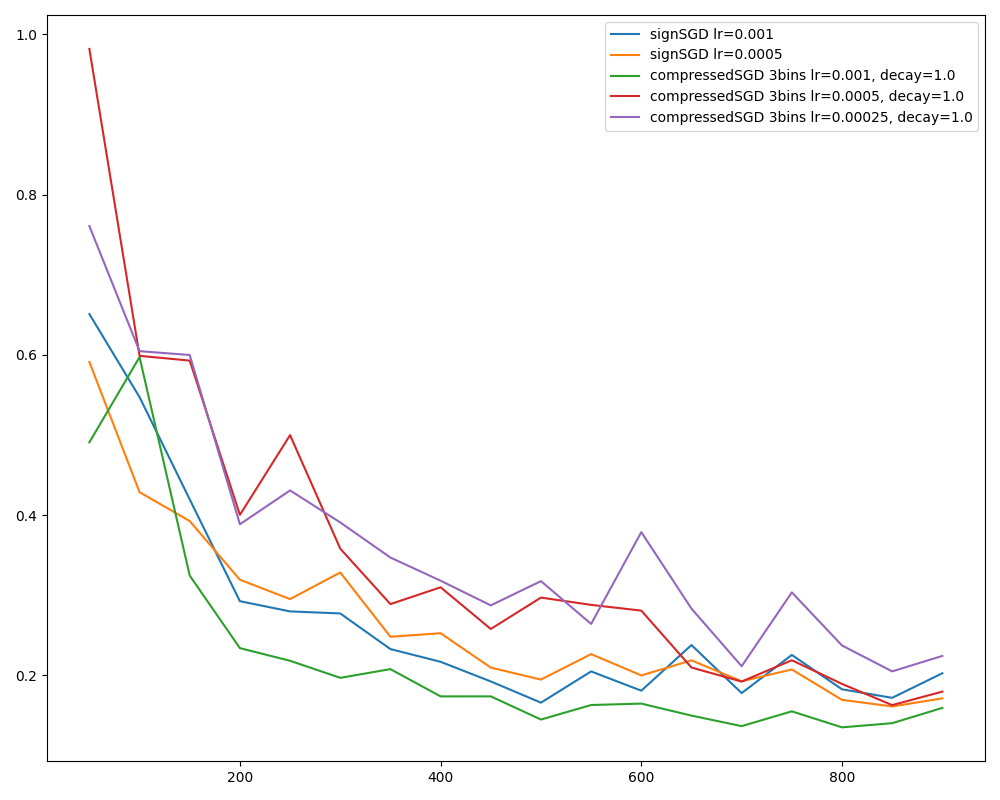 1.0
0.8
0.6
0.4
0.2
200
400
600
800
signSGD lr=0.001
signSGD lr=0.0005
compressedSGD 3bins lr=0.001, decay=1.0
compressedSGD 3bins lr=0.0005, decay=1.0
compressedSGD 3bins lr=0.00025, decay=1.0